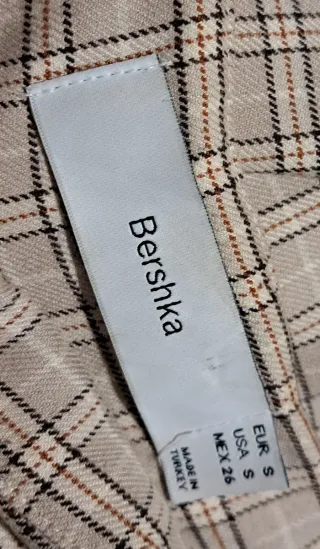 Bershka
EUR S
USA S
MEX 26
MADE IN
TURKEY